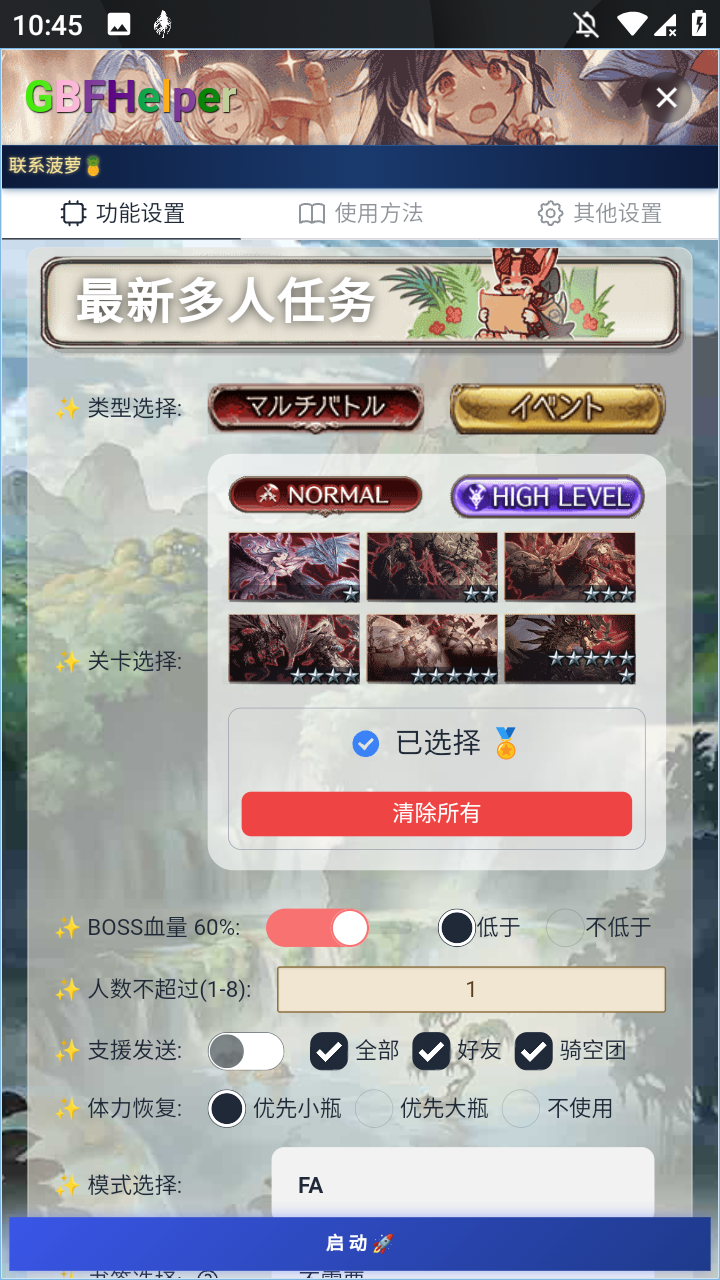 10:45
GBFHelper
联系菠萝🍍
功能设置 使用方法 其他设置
最新多人任务
✨ 类型选择: マルチバトル イベント
NORMAL HIGH LEVEL
✨ 关卡选择:
已选择 🏅
清除所有
✨ BOSS血量 60%: 低于 不低于
✨ 人数不超过(1-8): 1
✨ 支援发送: 全部 好友 骑空团
✨ 体力恢复: 优先小瓶 优先大瓶 不使用
✨ 模式选择: FA
启动🚀